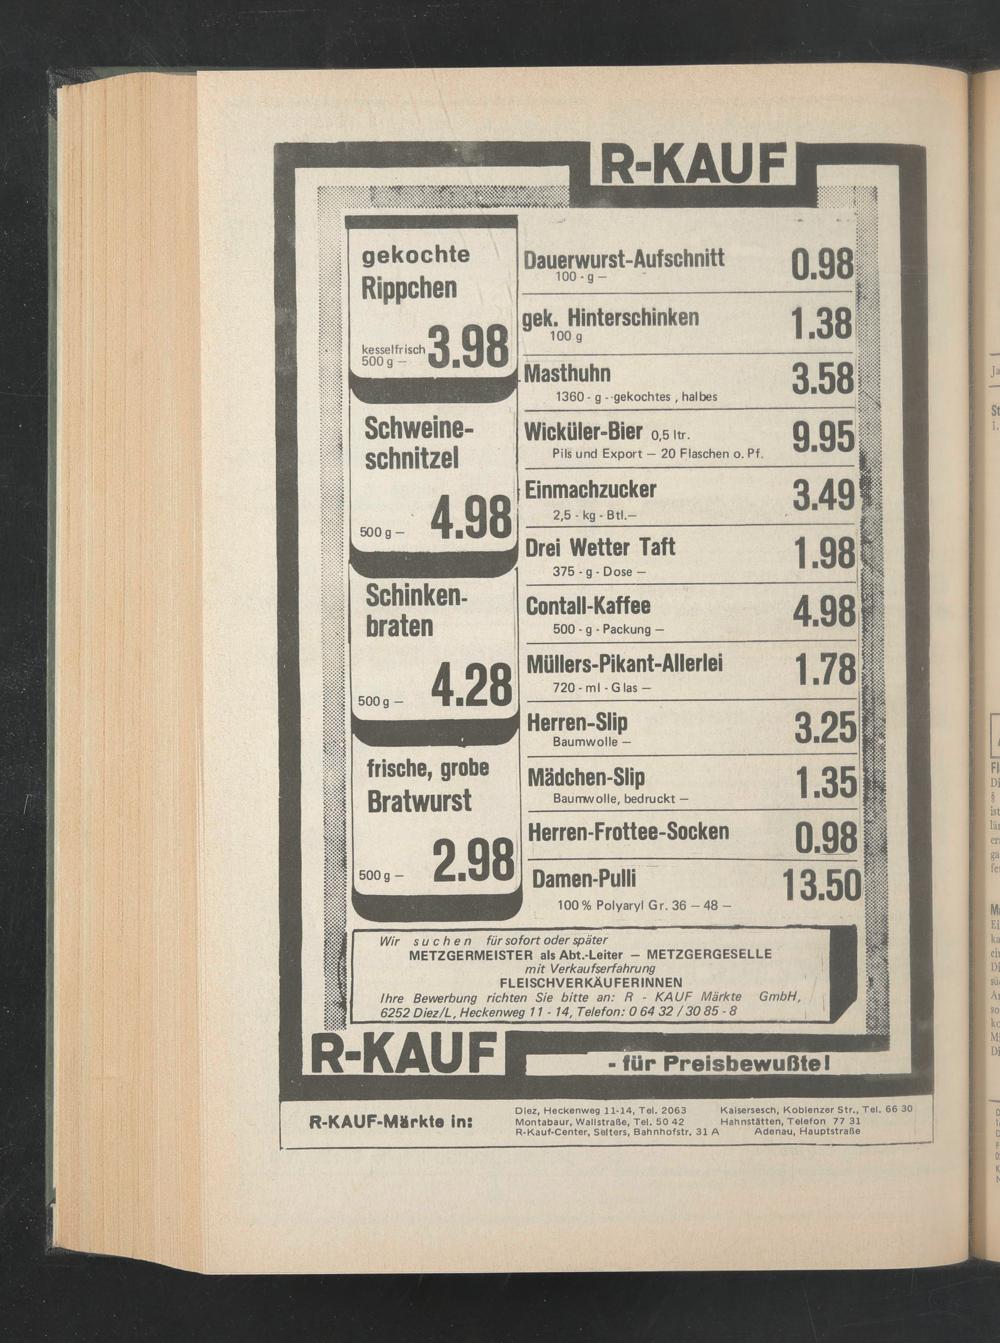 R-KAUF
gekochte
Rippchen
kesselfrisch
500 g —
3.98
Schweine-
schnitzel
500 g —
4.98
Schinken-
braten
500 g —
4.28
frische, grobe
Bratwurst
500 g —
2.98
Dauerwurst-Aufschnitt 0.98
100 - g —
gek. Hinterschinken 1.38
100 g
Masthuhn 3.58
1360 - g - -gekochtes , halbes
Wicküler-Bier 0,5 ltr. 9.95
Pils und Export — 20 Flaschen o. Pf.
Einmachzucker 3.49
2,5 - kg - Btl.—
Drei Wetter Taft 1.98
375 - g - Dose —
Contall-Kaffee 4.98
500 - g - Packung —
Müllers-Pikant-Allerlei 1.78
720 - ml - Glas —
Herren-Slip 3.25
Baumwolle —
Mädchen-Slip 1.35
Baumwolle, bedruckt —
Herren-Frottee-Socken 0.98
Damen-Pulli 13.50
100 % Polyaryl Gr. 36 — 48 —
Wir suchen für sofort oder später
METZGERMEISTER als Abt.-Leiter — METZGERGESELLE
mit Verkaufserfahrung
FLEISCHVERKÄUFERINNEN
Ihre Bewerbung richten Sie bitte an: R - KAUF Märkte GmbH,
6252 Diez/L, Heckenweg 11 - 14, Telefon: 0 64 32 / 30 85 - 8
R-KAUF
- für Preisbewußte!
R-KAUF-Märkte in:
Diez, Heckenweg 11-14, Tel. 2063
Montabaur, Wallstraße, Tel. 50 42
R-Kauf-Center, Selters, Bahnhofstr. 31 A
Kaisersesch, Koblenzer Str., Tel. 66 30
Hahnstätten, Telefon 77 31
Adenau, Hauptstraße